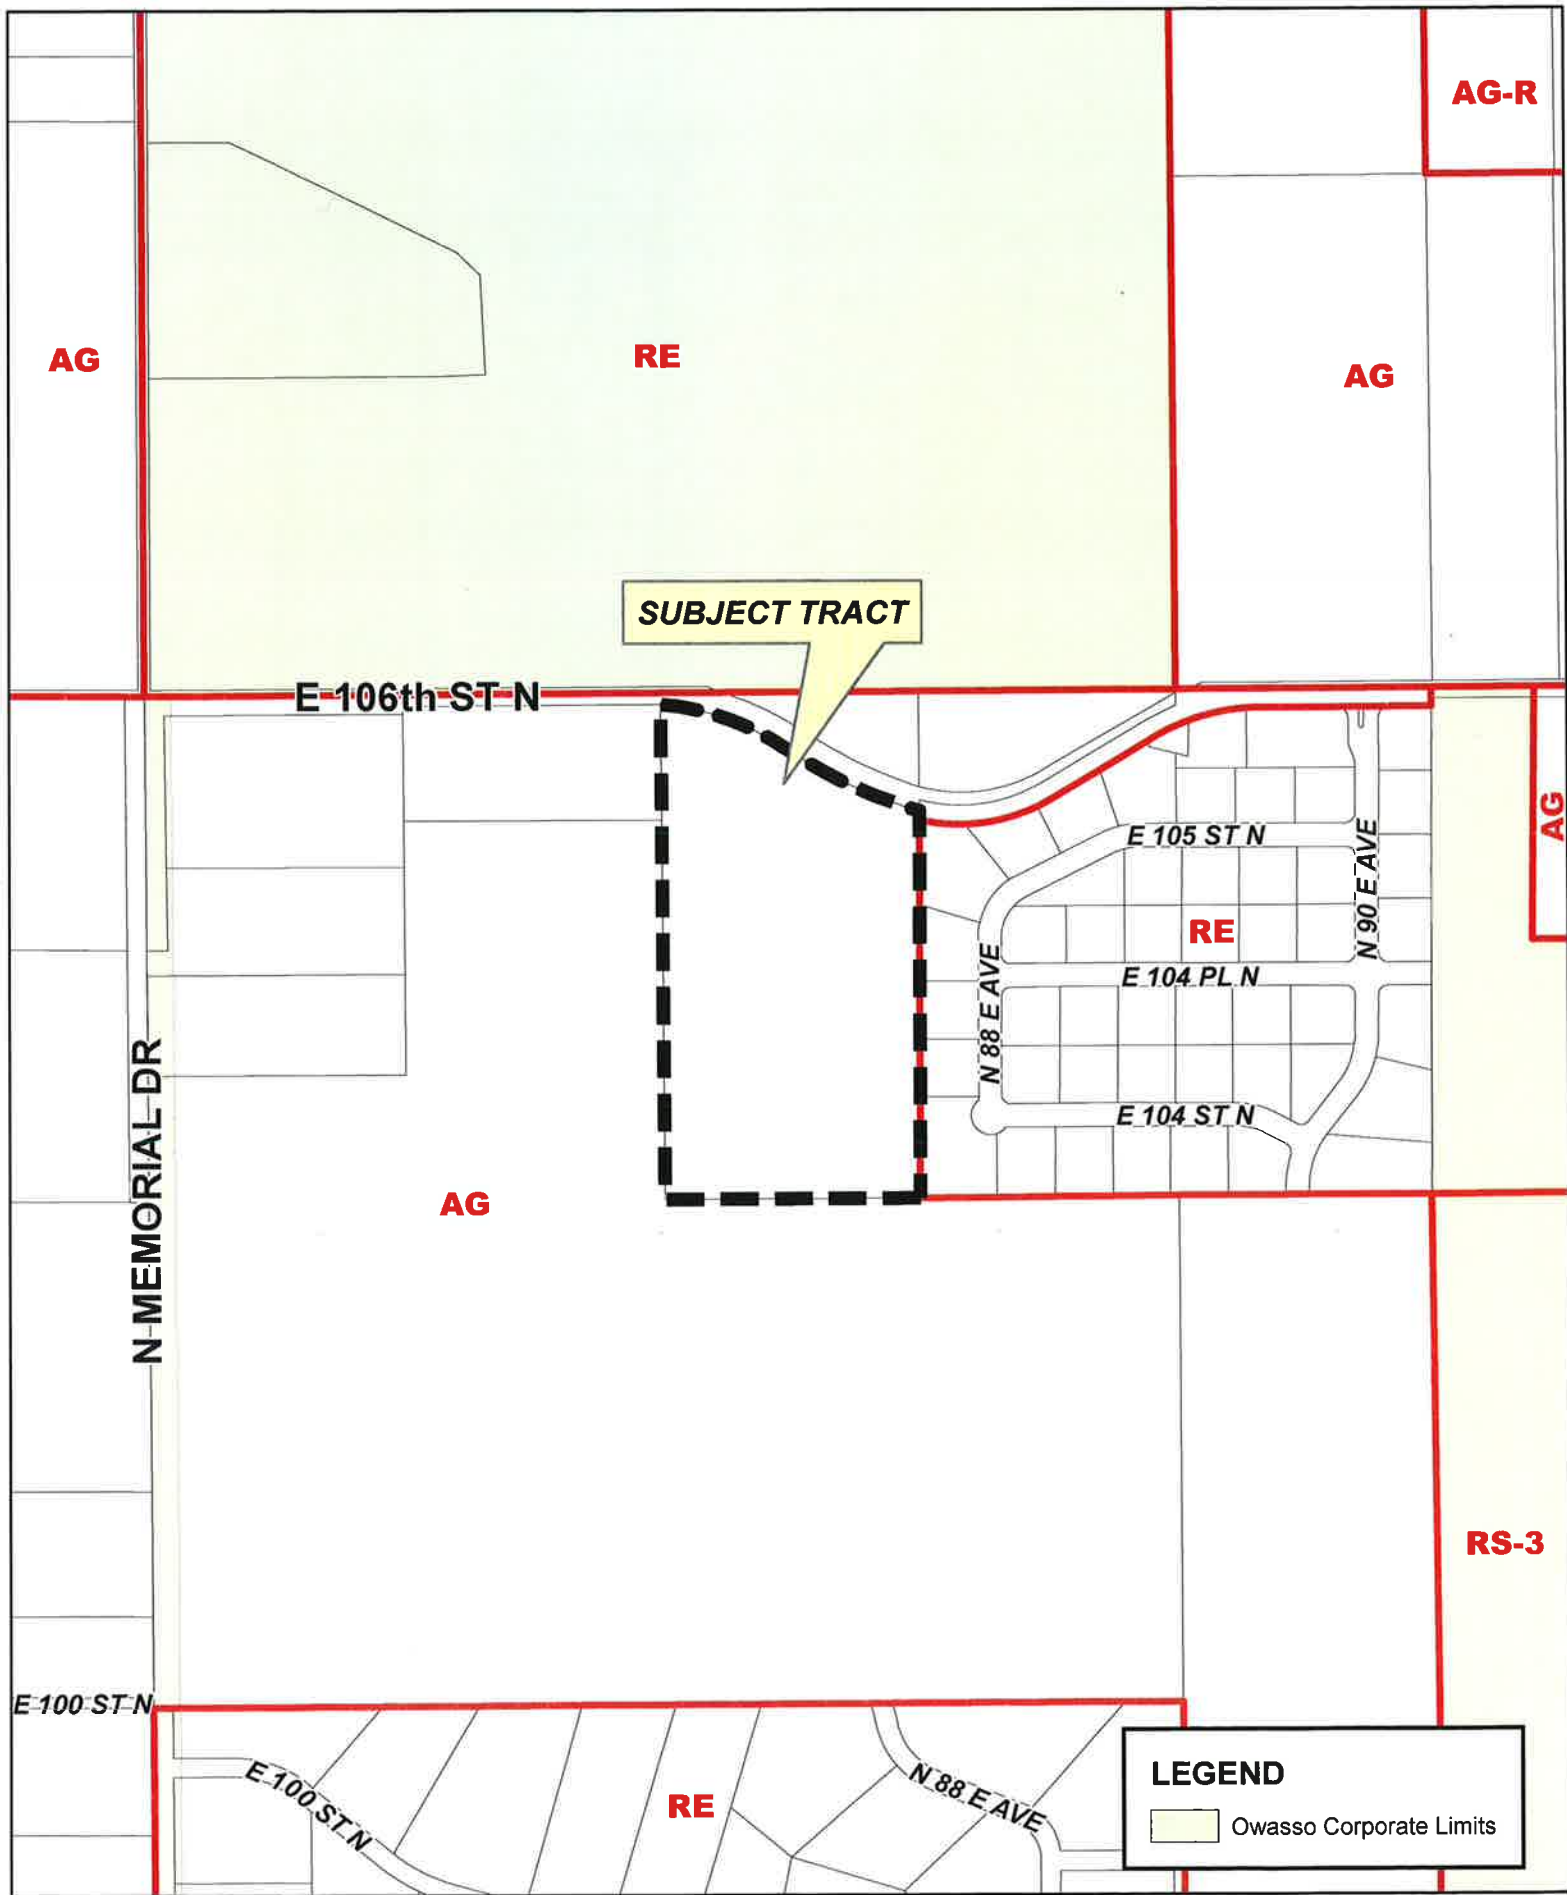 AG-R
AG
RE
AG
SUBJECT TRACT
E 106th ST N
AG
E 105 ST N
N 90 E AVE
RE
E 104 PL N
N 88 E AVE
N MEMORIAL DR
E 104 ST N
AG
RS-3
E 100 ST N
E 100 ST N
N 88 E AVE
RE
LEGEND
Owasso Corporate Limits